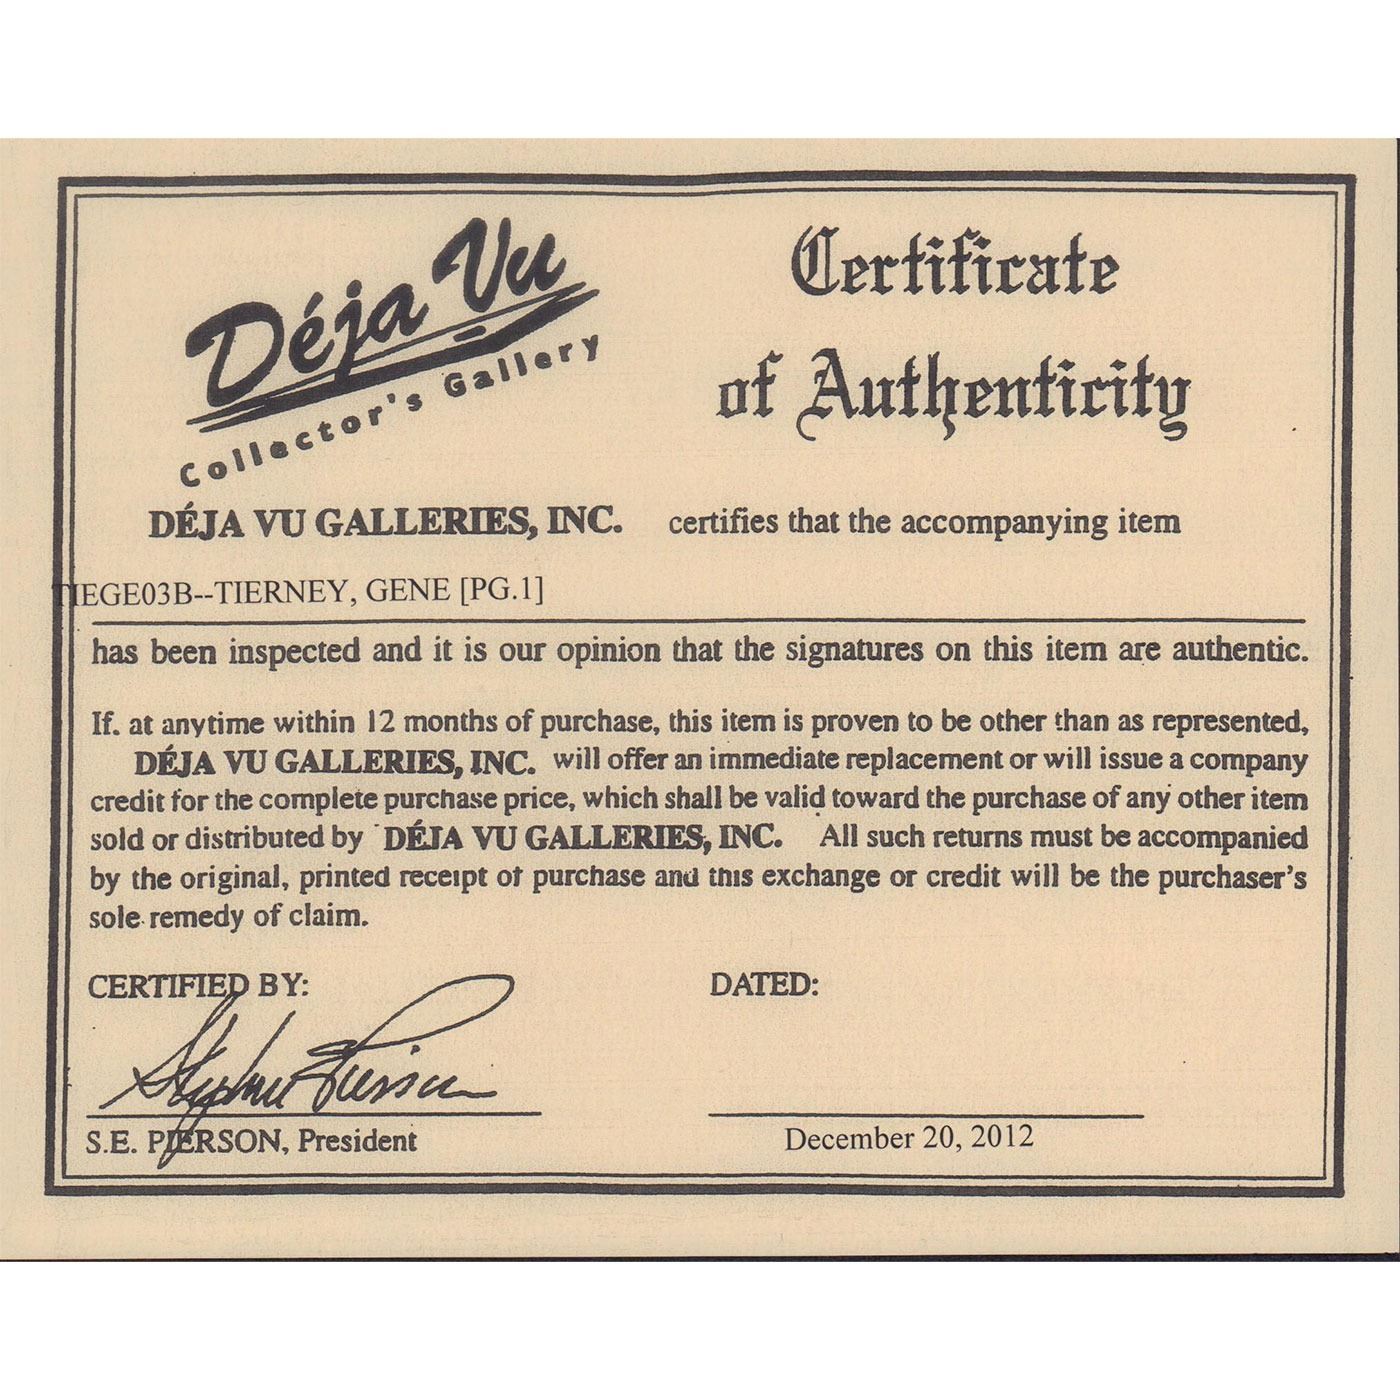 Déja Vu
Collector's Gallery
Certificate
of Authenticity
DÉJA VU GALLERIES, INC. certifies that the accompanying item
TIEGE03B--TIERNEY, GENE [PG.1]
has been inspected and it is our opinion that the signatures on this item are authentic.
If. at anytime within 12 months of purchase, this item is proven to be other than as represented,
DÉJA VU GALLERIES, INC. will offer an immediate replacement or will issue a company
credit for the complete purchase price, which shall be valid toward the purchase of any other item
sold or distributed by DÉJA VU GALLERIES, INC. All such returns must be accompanied
by the original, printed receipt of purchase and this exchange or credit will be the purchaser's
sole remedy of claim.
CERTIFIED BY:
DATED:
Stephen Pierson
S.E. PIERSON, President
December 20, 2012